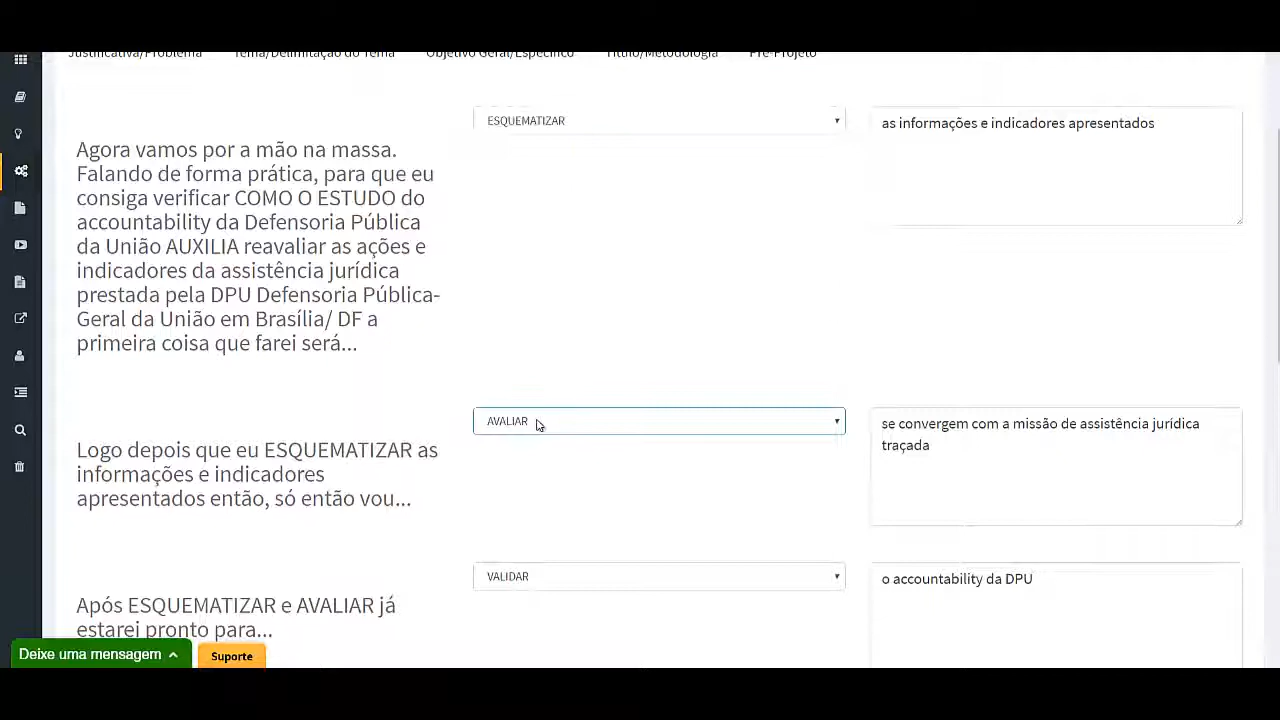 Justificativa/Problema Tema/Delimitação do Tema Objetivo Geral/Específico Título/Metodologia Pré-Projeto
ESQUEMATIZAR
as informações e indicadores apresentados
Agora vamos por a mão na massa.
Falando de forma prática, para que eu
consiga verificar COMO O ESTUDO do
accountability da Defensoria Pública
da União AUXILIA reavaliar as ações e
indicadores da assistência jurídica
prestada pela DPU Defensoria Pública-
Geral da União em Brasília/ DF a
primeira coisa que farei será...
AVALIAR
se convergem com a missão de assistência jurídica
traçada
Logo depois que eu ESQUEMATIZAR as
informações e indicadores
apresentados então, só então vou...
VALIDAR
o accountability da DPU
Após ESQUEMATIZAR e AVALIAR já
estarei pronto para...
Deixe uma mensagem
Suporte